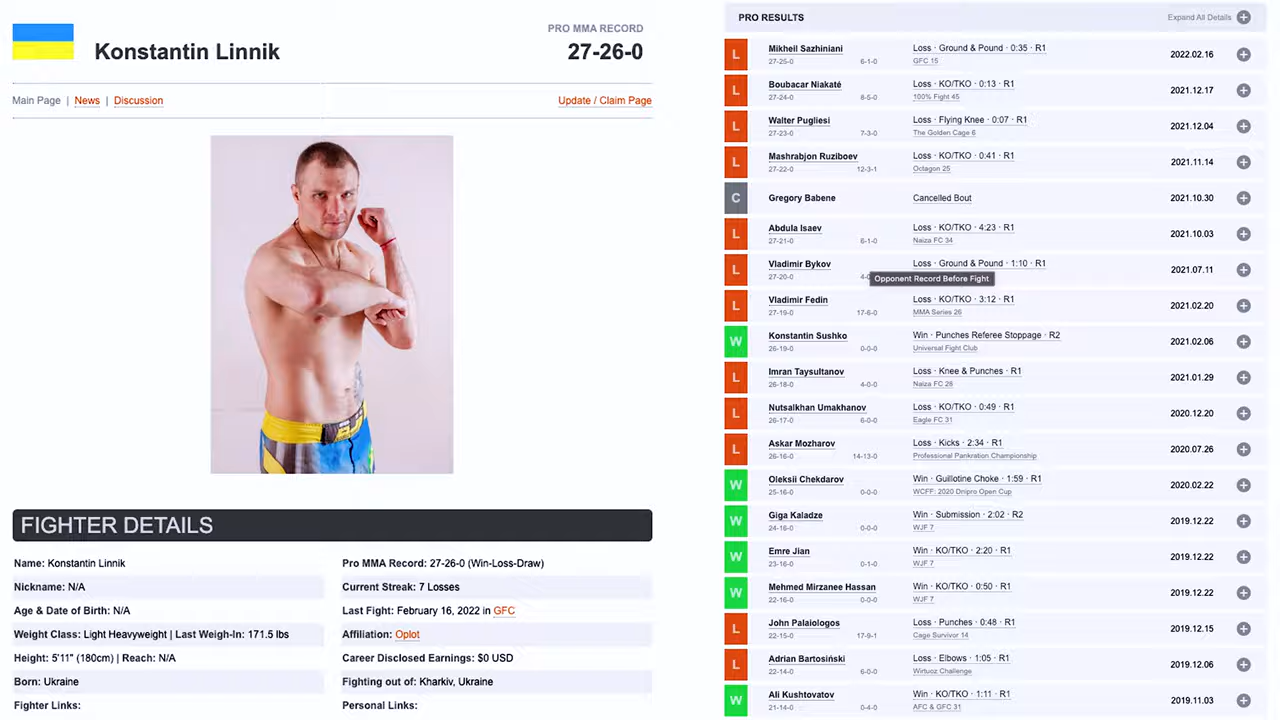 Konstantin Linnik
PRO MMA RECORD
27-26-0
Main Page | News | Discussion
Update / Claim Page
FIGHTER DETAILS
Name: Konstantin Linnik
Pro MMA Record: 27-26-0 (Win-Loss-Draw)
Nickname: N/A
Current Streak: 7 Losses
Age & Date of Birth: N/A
Last Fight: February 16, 2022 in GFC
Weight Class: Light Heavyweight | Last Weigh-In: 171.5 lbs
Affiliation: Oplot
Height: 5'11" (180cm) | Reach: N/A
Career Disclosed Earnings: $0 USD
Born: Ukraine
Fighting out of: Kharkiv, Ukraine
Fighter Links:
Personal Links:
PRO RESULTS
Expand All Details
L Mikheil Sazhiniani Loss · Ground & Pound · 0:35 · R1 2022.02.16
27-25-0 6-1-0 GFC 15
L Boubacar Niakaté Loss · KO/TKO · 0:13 · R1 2021.12.17
27-24-0 8-5-0 100% Fight 45
L Walter Pugliesi Loss · Flying Knee · 0:07 · R1 2021.12.04
27-23-0 7-3-0 The Golden Cage 6
L Mashrabjon Ruziboev Loss · KO/TKO · 0:41 · R1 2021.11.14
27-22-0 12-3-1 Octagon 25
C Gregory Babene Cancelled Bout 2021.10.30
L Abdula Isaev Loss · KO/TKO · 4:23 · R1 2021.10.03
27-21-0 6-1-0 Naiza FC 34
L Vladimir Bykov Loss · Ground & Pound · 1:10 · R1 2021.07.11
27-20-0 Opponent Record Before Fight
L Vladimir Fedin Loss · KO/TKO · 3:12 · R1 2021.02.20
27-19-0 17-6-0 MMA Series 26
W Konstantin Sushko Win · Punches Referee Stoppage · R2 2021.02.06
26-19-0 0-0-0 Universal Fight Club
L Imran Taysultanov Loss · Knee & Punches · R1 2021.01.29
26-18-0 4-0-0 Naiza FC 28
L Nutsalkhan Umakhanov Loss · KO/TKO · 0:49 · R1 2020.12.20
26-17-0 6-0-0 Eagle FC 31
L Askar Mozharov Loss · Kicks · 2:34 · R1 2020.07.26
26-16-0 14-13-0 Professional Pankration Championship
W Oleksii Chekdarov Win · Guillotine Choke · 1:59 · R1 2020.02.22
25-16-0 0-0-0 WCFF: 2020 Dnipro Open Cup
W Giga Kaladze Win · Submission · 2:02 · R2 2019.12.22
24-16-0 0-0-0 WJF 7
W Emre Jian Win · KO/TKO · 2:20 · R1 2019.12.22
23-16-0 0-1-0 WJF 7
W Mehmed Mirzanee Hassan Win · KO/TKO · 0:50 · R1 2019.12.22
22-16-0 0-0-0 WJF 7
L John Palaiologos Loss · Punches · 0:48 · R1 2019.12.15
22-15-0 17-9-1 Cage Survivor 14
L Adrian Bartosiński Loss · Elbows · 1:05 · R1 2019.12.06
22-14-0 6-0-0 Wirtuoz Challenge
W Ali Kushtovatov Win · KO/TKO · 1:11 · R1 2019.11.03
21-14-0 0-4-0 AFC & GFC 31